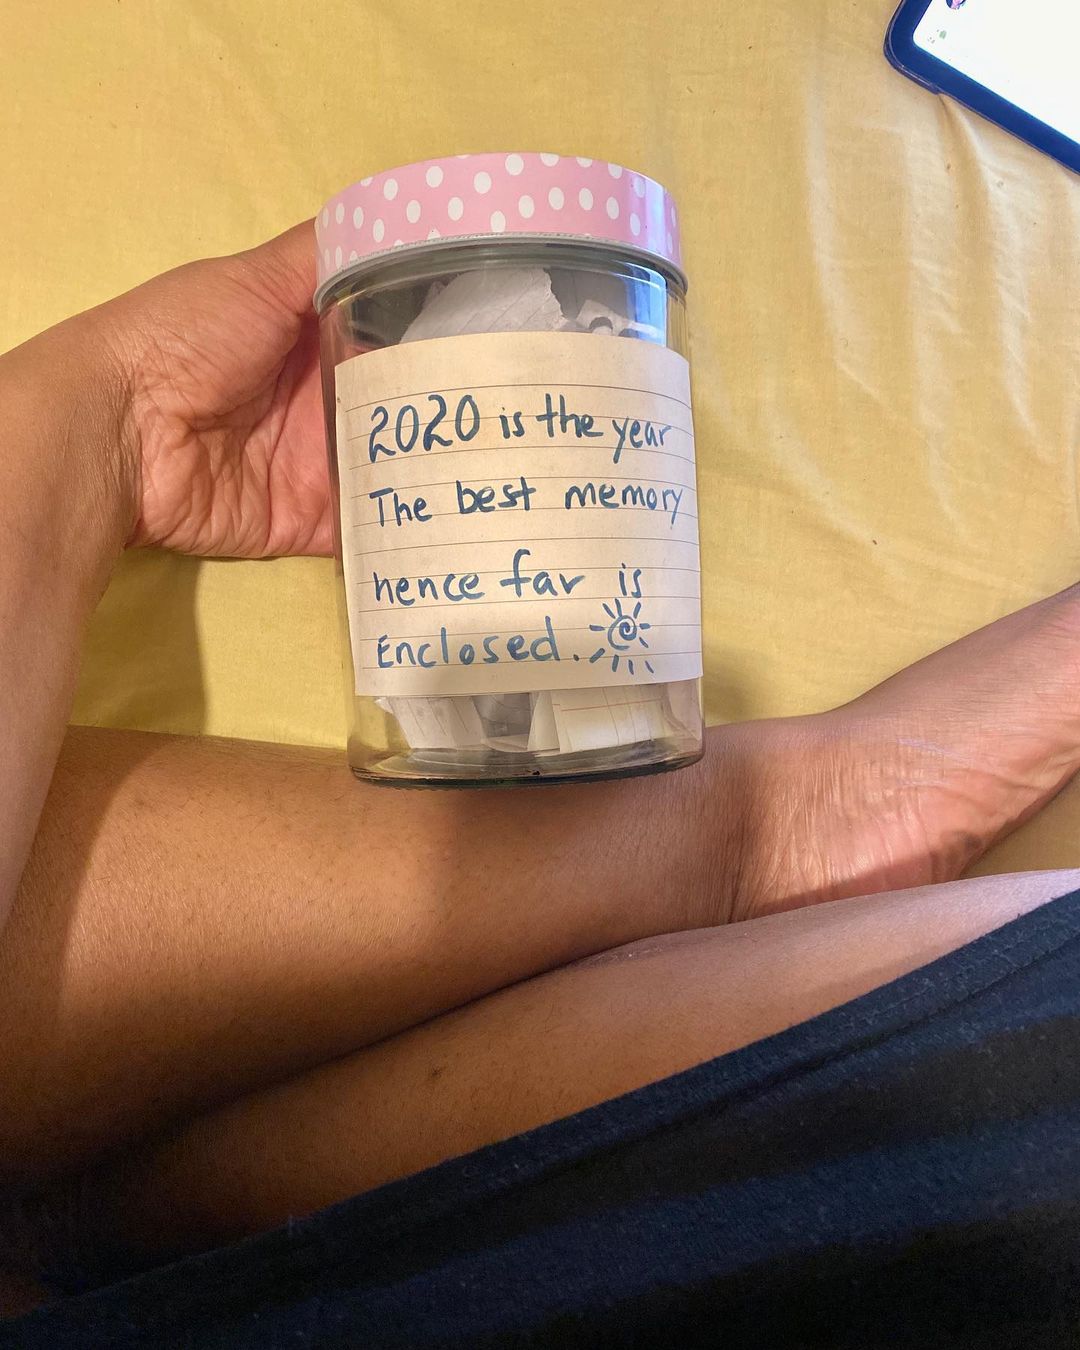 2020 is the year
The best memory
hence far is
Enclosed.